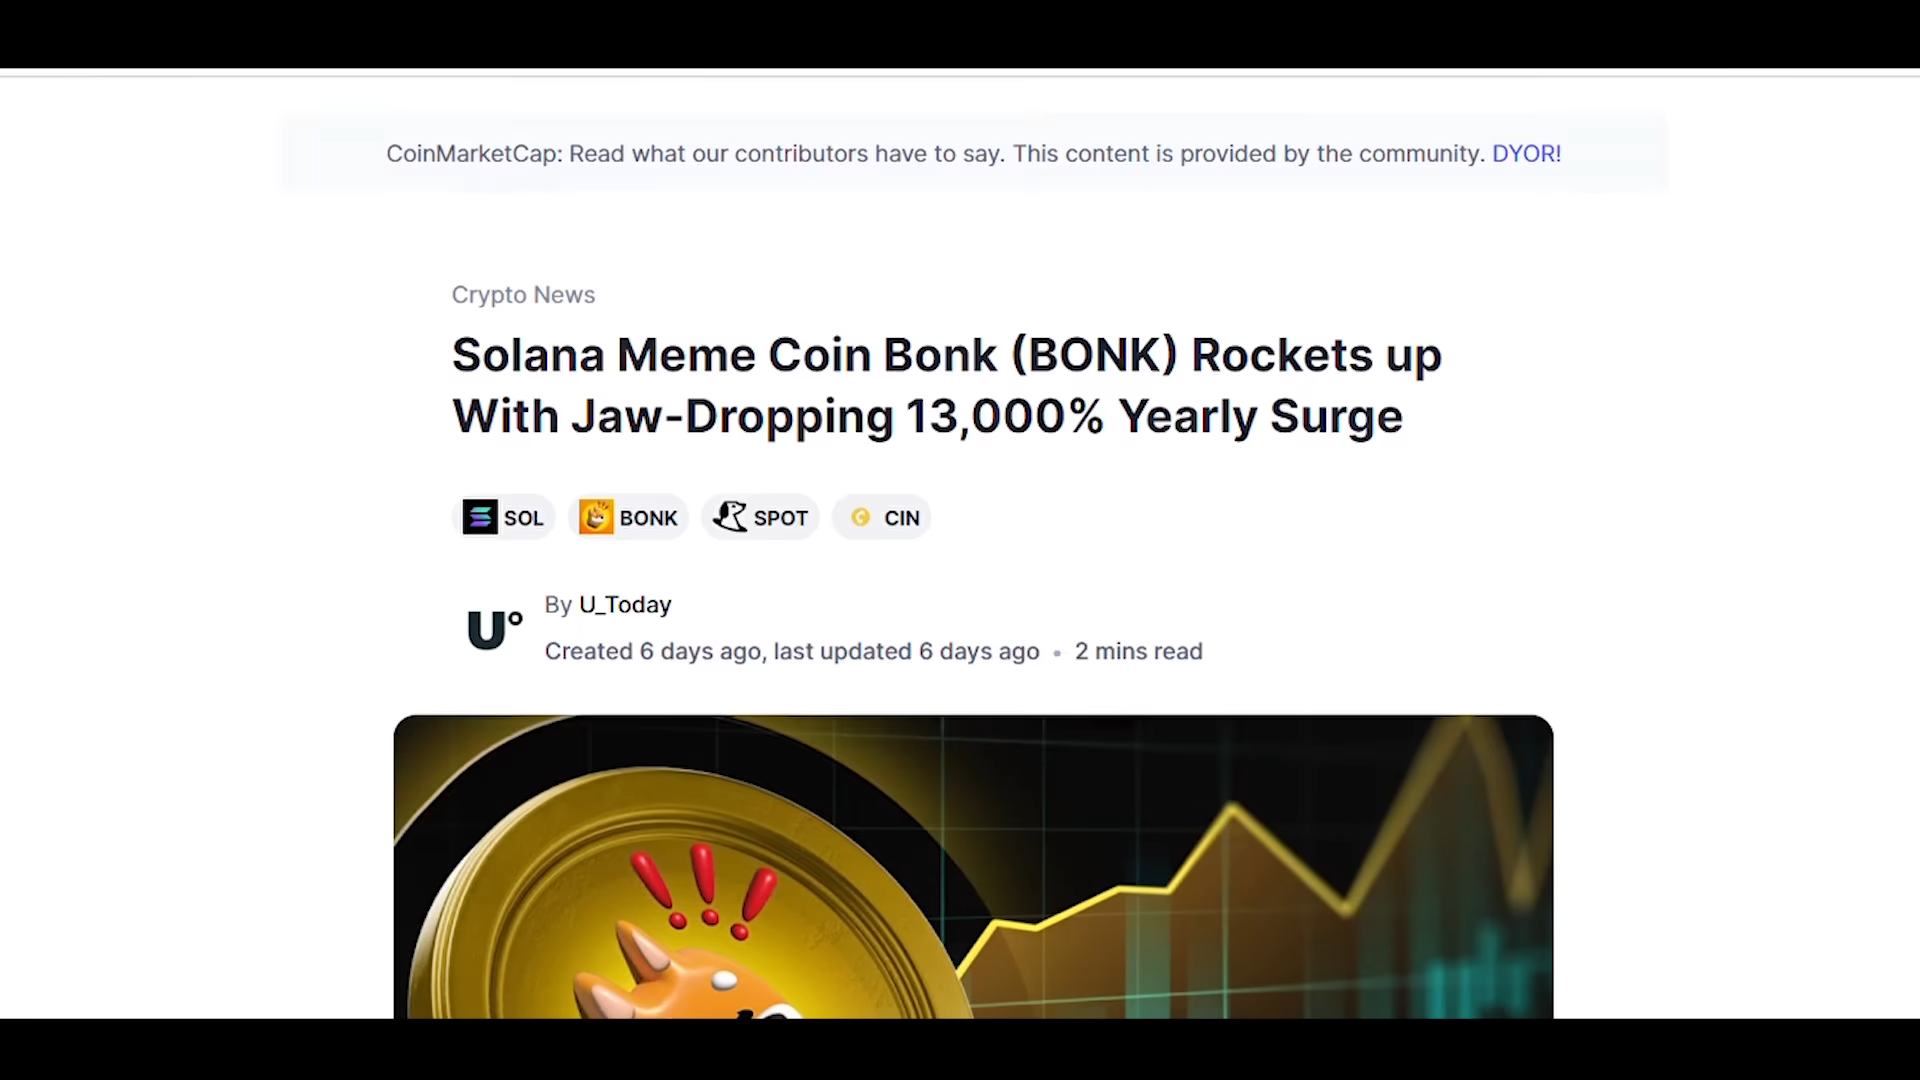 CoinMarketCap: Read what our contributors have to say. This content is provided by the community. DYOR!
Crypto News
Solana Meme Coin Bonk (BONK) Rockets up
With Jaw-Dropping 13,000% Yearly Surge
SOL BONK SPOT CIN
U°
By U_Today
Created 6 days ago, last updated 6 days ago • 2 mins read